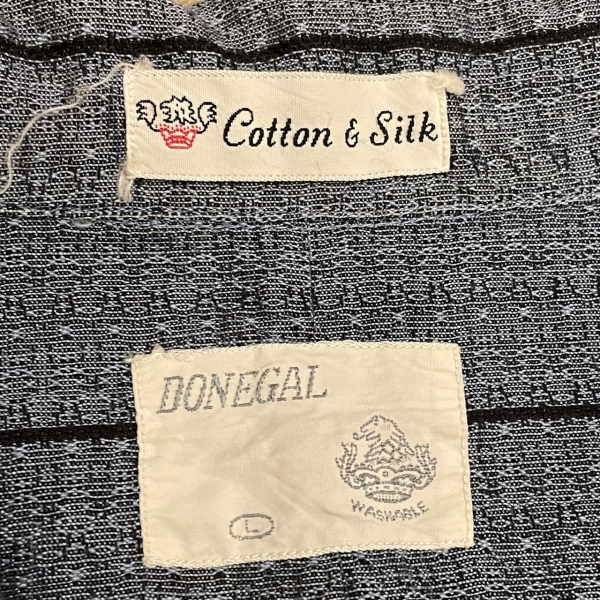 Cotton & Silk
DONEGAL
L
WASHABLE